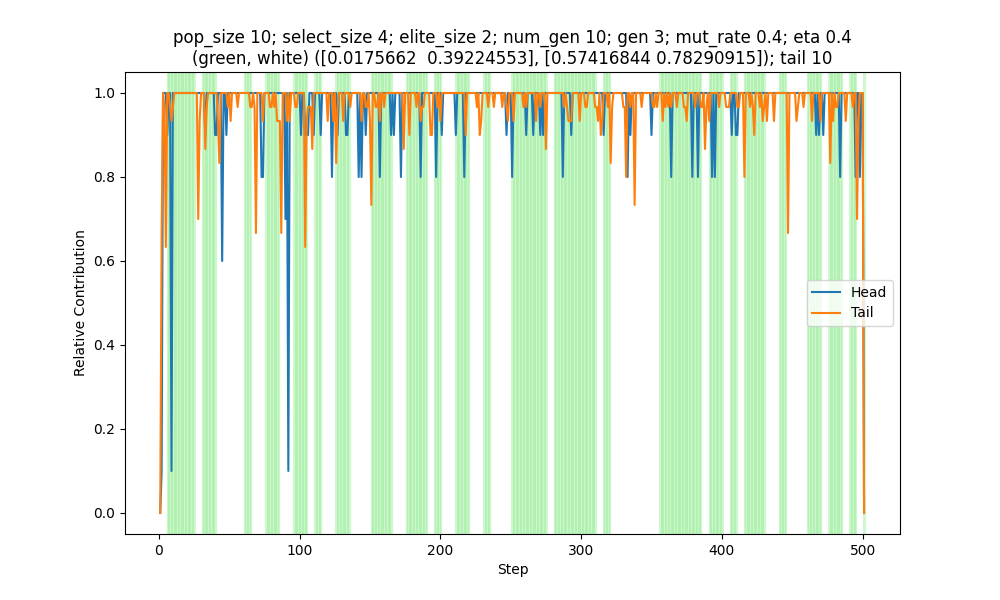 pop_size 10; select_size 4; elite_size 2; num_gen 10; gen 3; mut_rate 0.4; eta 0.4
(green, white) ([0.0175662  0.39224553], [0.57416844 0.78290915]); tail 10
1.0
0.8
0.6
0.4
0.2
0.0
Relative Contribution
Head
Tail
0
100
200
300
400
500
Step